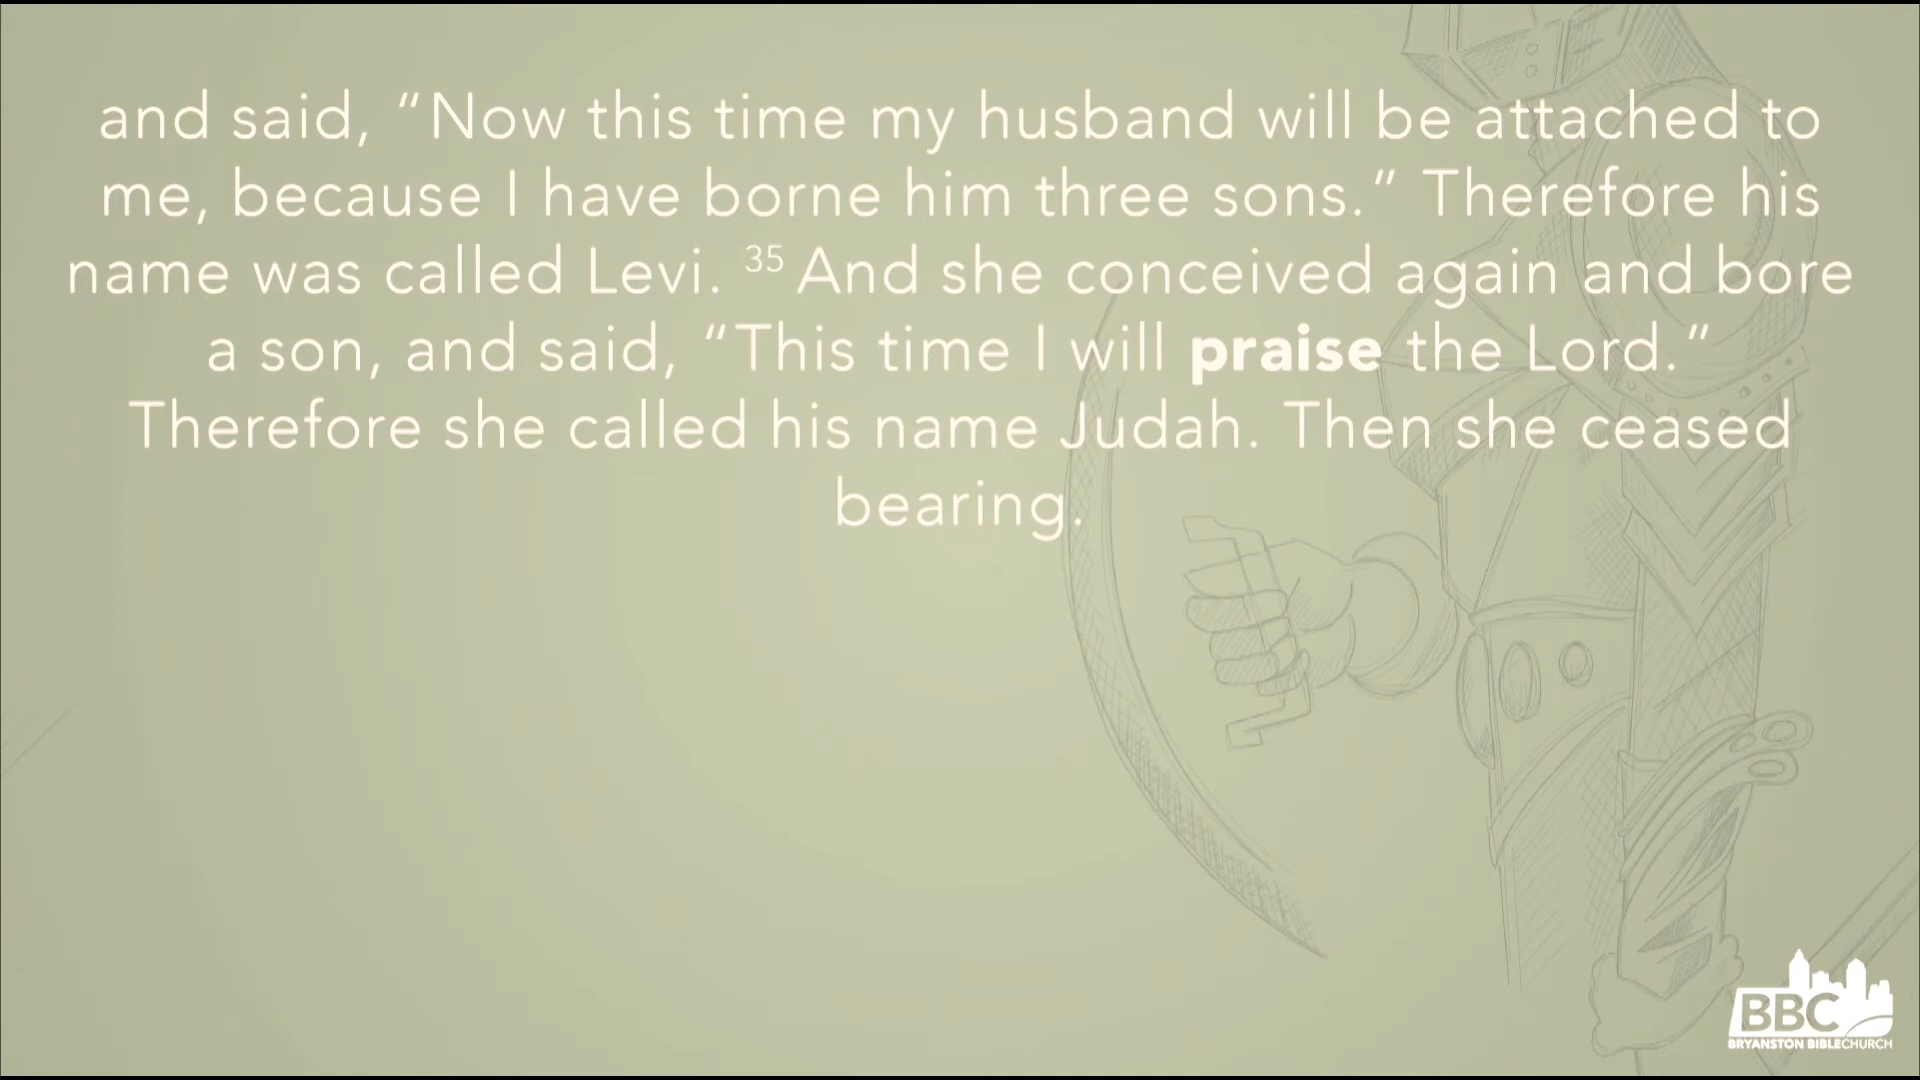 and said, “Now this time my husband will be attached to
me, because I have borne him three sons.” Therefore his
name was called Levi. 35 And she conceived again and bore
a son, and said, “This time I will praise the Lord.”
Therefore she called his name Judah. Then she ceased
bearing.
BBC
BRYANSTON BIBLECHURCH